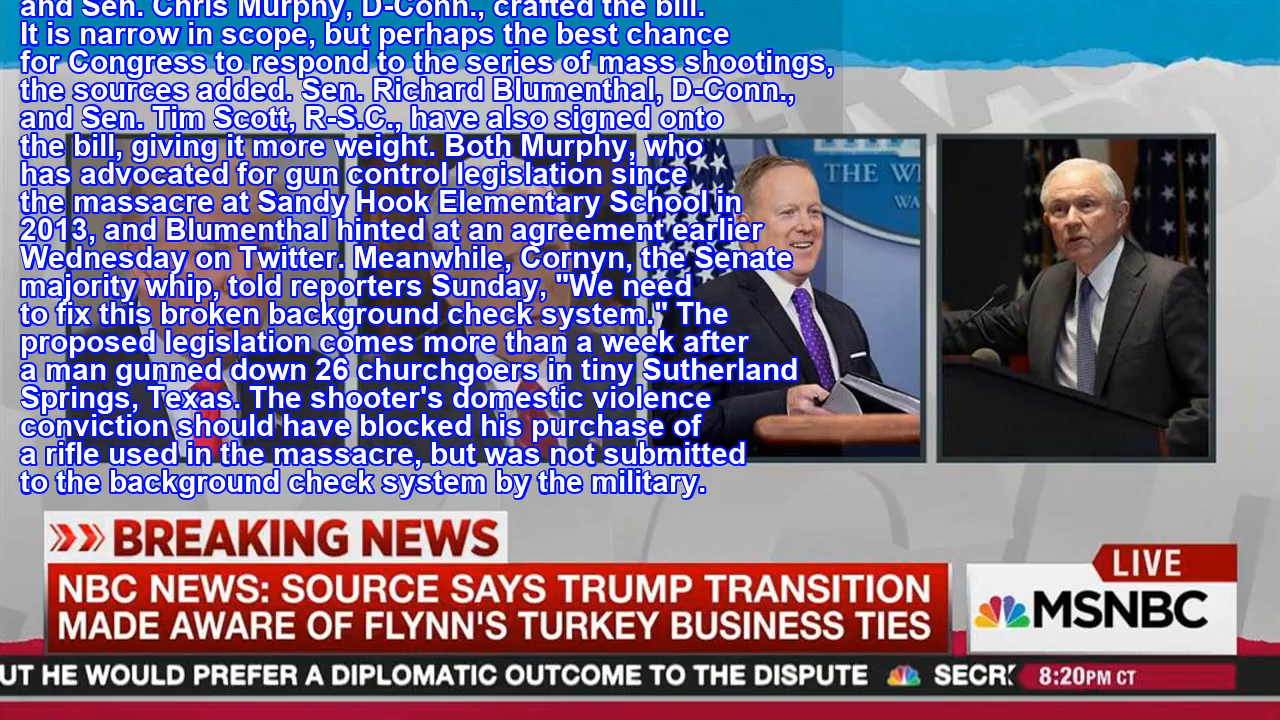 and Sen. Chris Murphy, D-Conn., crafted the bill.
It is narrow in scope, but perhaps the best chance
for Congress to respond to the series of mass shootings,
the sources added. Sen. Richard Blumenthal, D-Conn.,
and Sen. Tim Scott, R-S.C., have also signed onto
the bill, giving it more weight. Both Murphy, who
has advocated for gun control legislation since
the massacre at Sandy Hook Elementary School in
2013, and Blumenthal hinted at an agreement earlier
Wednesday on Twitter. Meanwhile, Cornyn, the Senate
majority whip, told reporters Sunday, "We need
to fix this broken background check system." The
proposed legislation comes more than a week after
a man gunned down 26 churchgoers in tiny Sutherland
Springs, Texas. The shooter's domestic violence
conviction should have blocked his purchase of
a rifle used in the massacre, but was not submitted
to the background check system by the military.
THE W
WA
BREAKING NEWS
NBC NEWS: SOURCE SAYS TRUMP TRANSITION
MADE AWARE OF FLYNN'S TURKEY BUSINESS TIES
LIVE
MSNBC
UT HE WOULD PREFER A DIPLOMATIC OUTCOME TO THE DISPUTE SECR
8:20PM CT